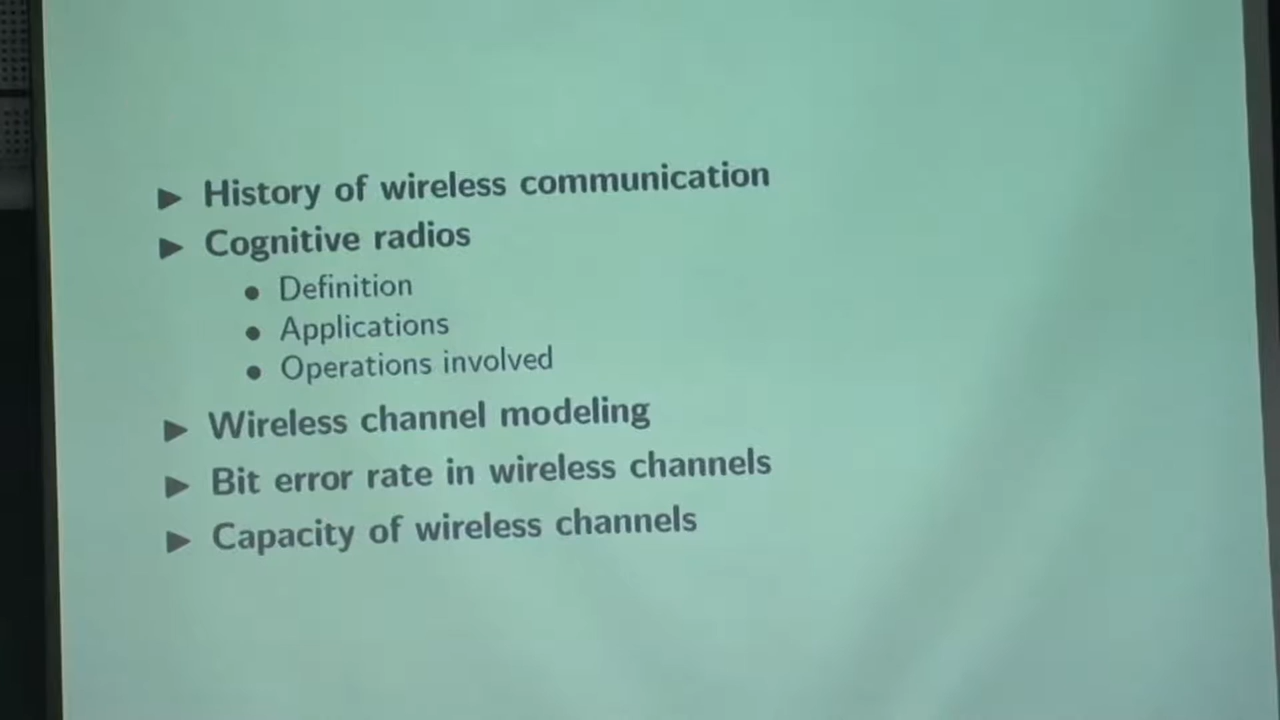 ▶ History of wireless communication
▶ Cognitive radios
● Definition
● Applications
● Operations involved
▶ Wireless channel modeling
▶ Bit error rate in wireless channels
▶ Capacity of wireless channels